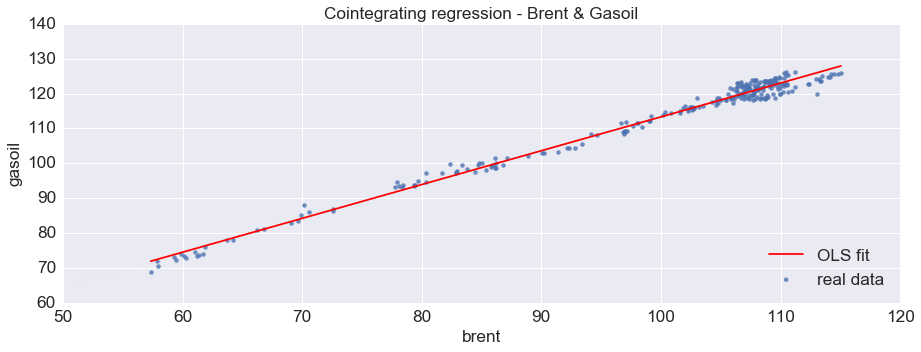 Cointegrating regression - Brent & Gasoil
140
130
120
110
100
90
80
70
60
gasoil
OLS fit
real data
50 60 70 80 90 100 110 120
brent